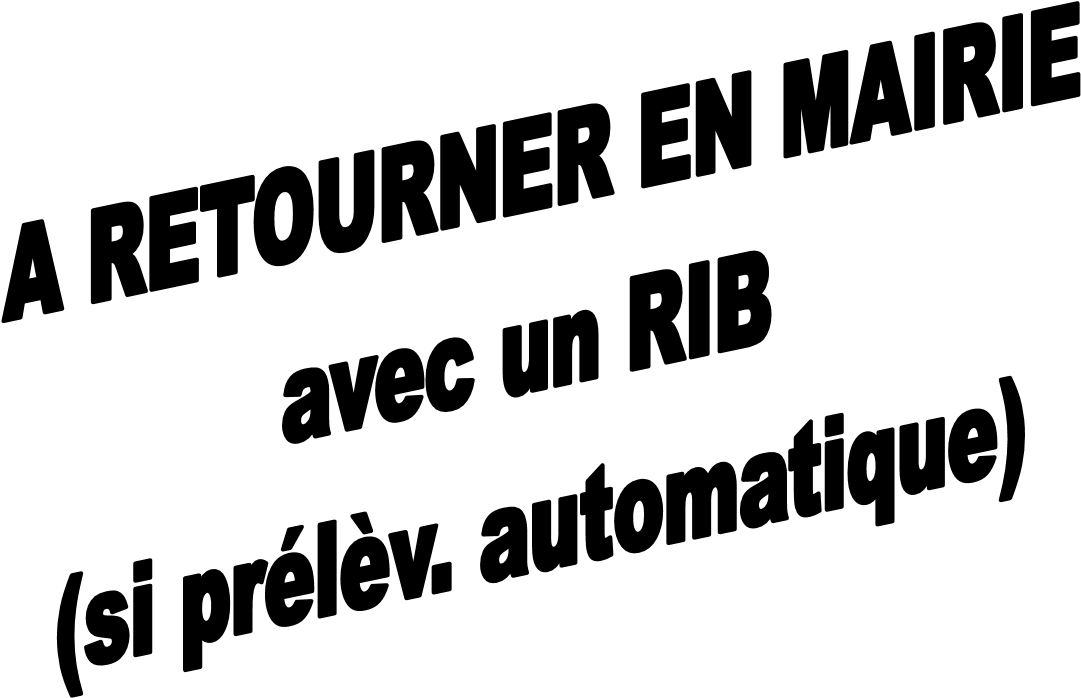 A RETOURNER EN MAIRIE
avec un RIB
(si prélèv. automatique)